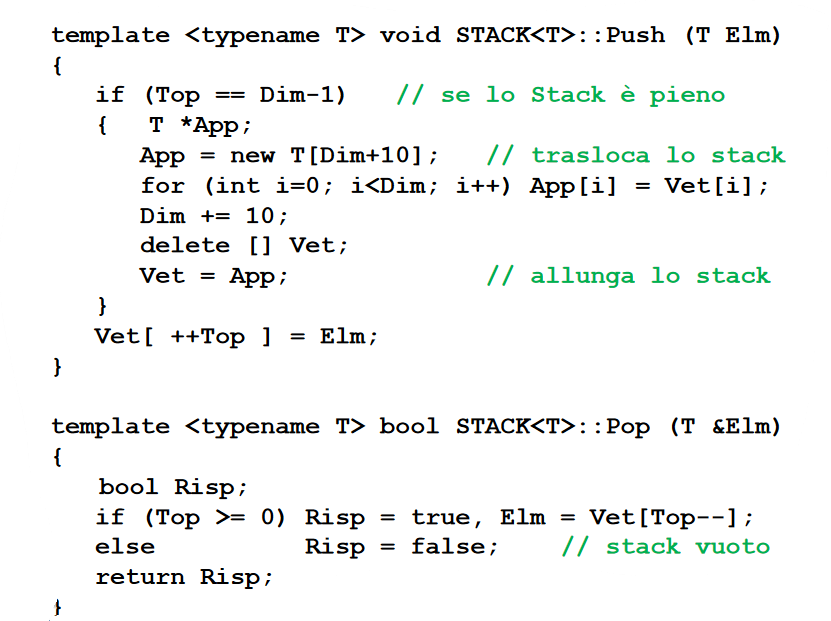 template <typename T> void STACK<T>::Push (T Elm)
{
if (Top == Dim-1) // se lo Stack è pieno
{ T *App;
App = new T[Dim+10]; // trasloca lo stack
for (int i=0; i<Dim; i++) App[i] = Vet[i];
Dim += 10;
delete [] Vet;
Vet = App; // allunga lo stack
}
Vet[ ++Top ] = Elm;
}
template <typename T> bool STACK<T>::Pop (T &Elm)
{
bool Risp;
if (Top >= 0) Risp = true, Elm = Vet[Top--];
else Risp = false; // stack vuoto
return Risp;
}